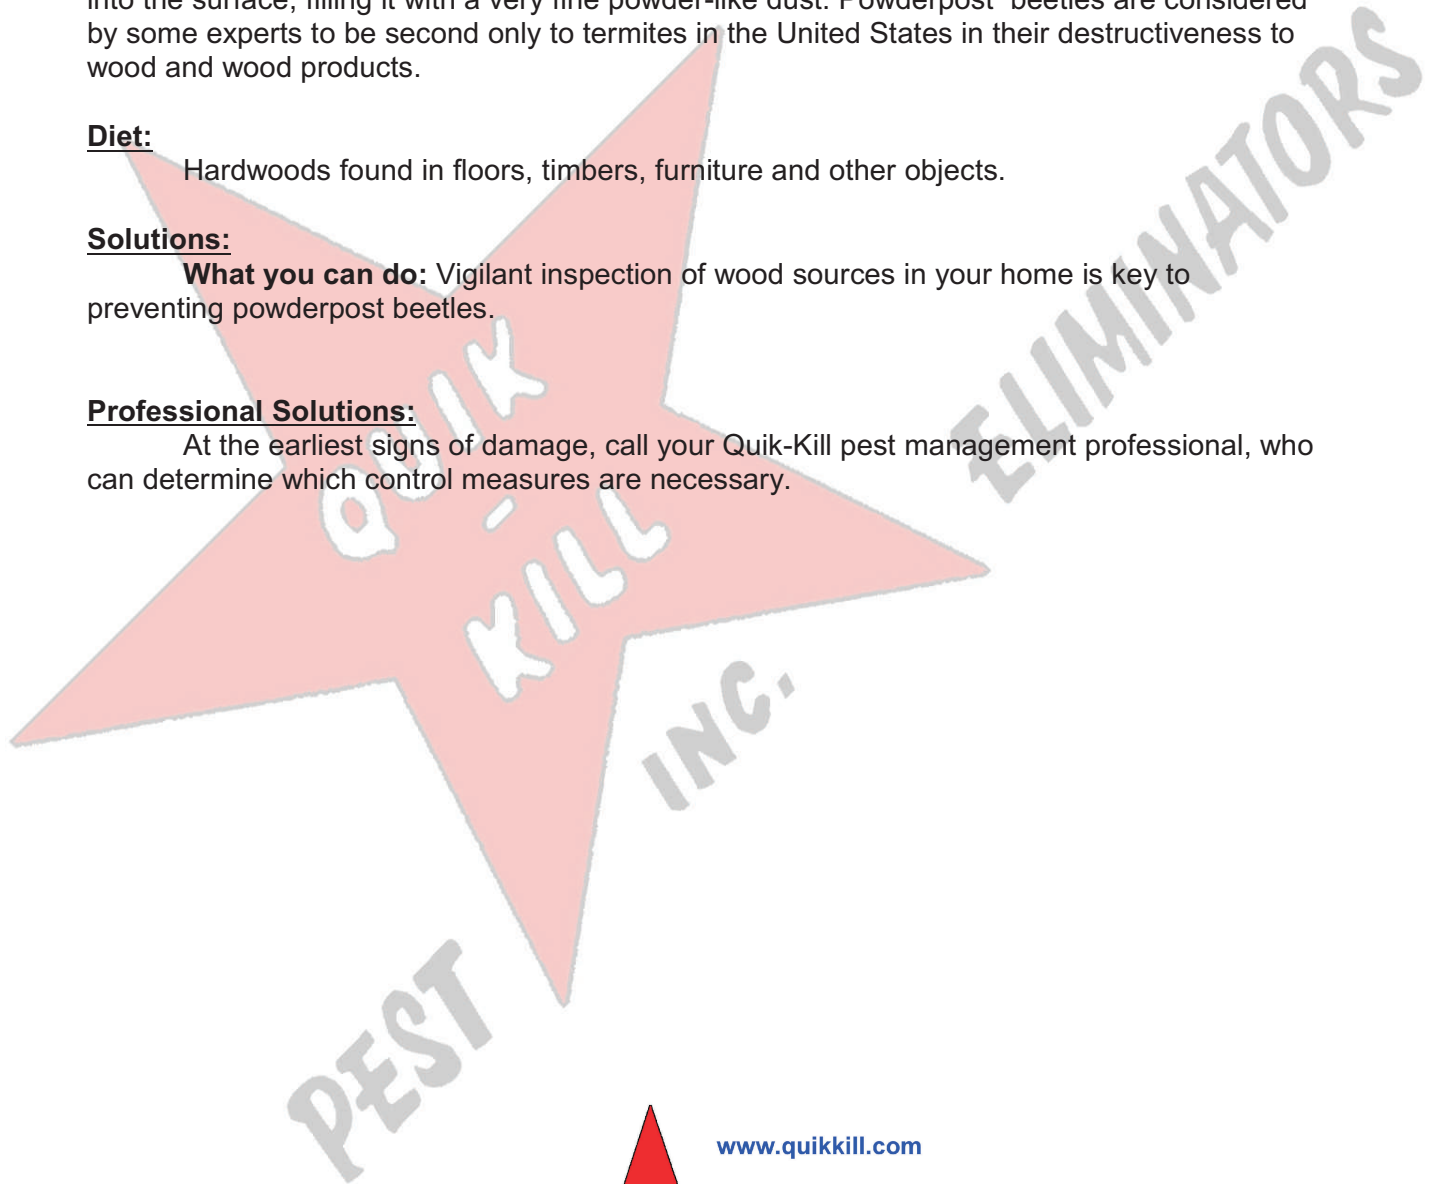 into the surface, filling it with a very fine powder-like dust. Powerpost  beetles are considered
by some experts to be second only to termites in the United States in their destructiveness to
wood and wood products.
Diet:
Hardwoods found in floors, timbers, furniture and other objects.
Solutions:
What you can do: Vigilant inspection of wood sources in your home is key to
preventing powderpost beetles.
Professional Solutions:
At the earliest signs of damage, call your Quik-Kill pest management professional, who
can determine which control measures are necessary.
QUIK
-
KILL
PEST
ELIMINATORS
INC.
www.quikkill.com